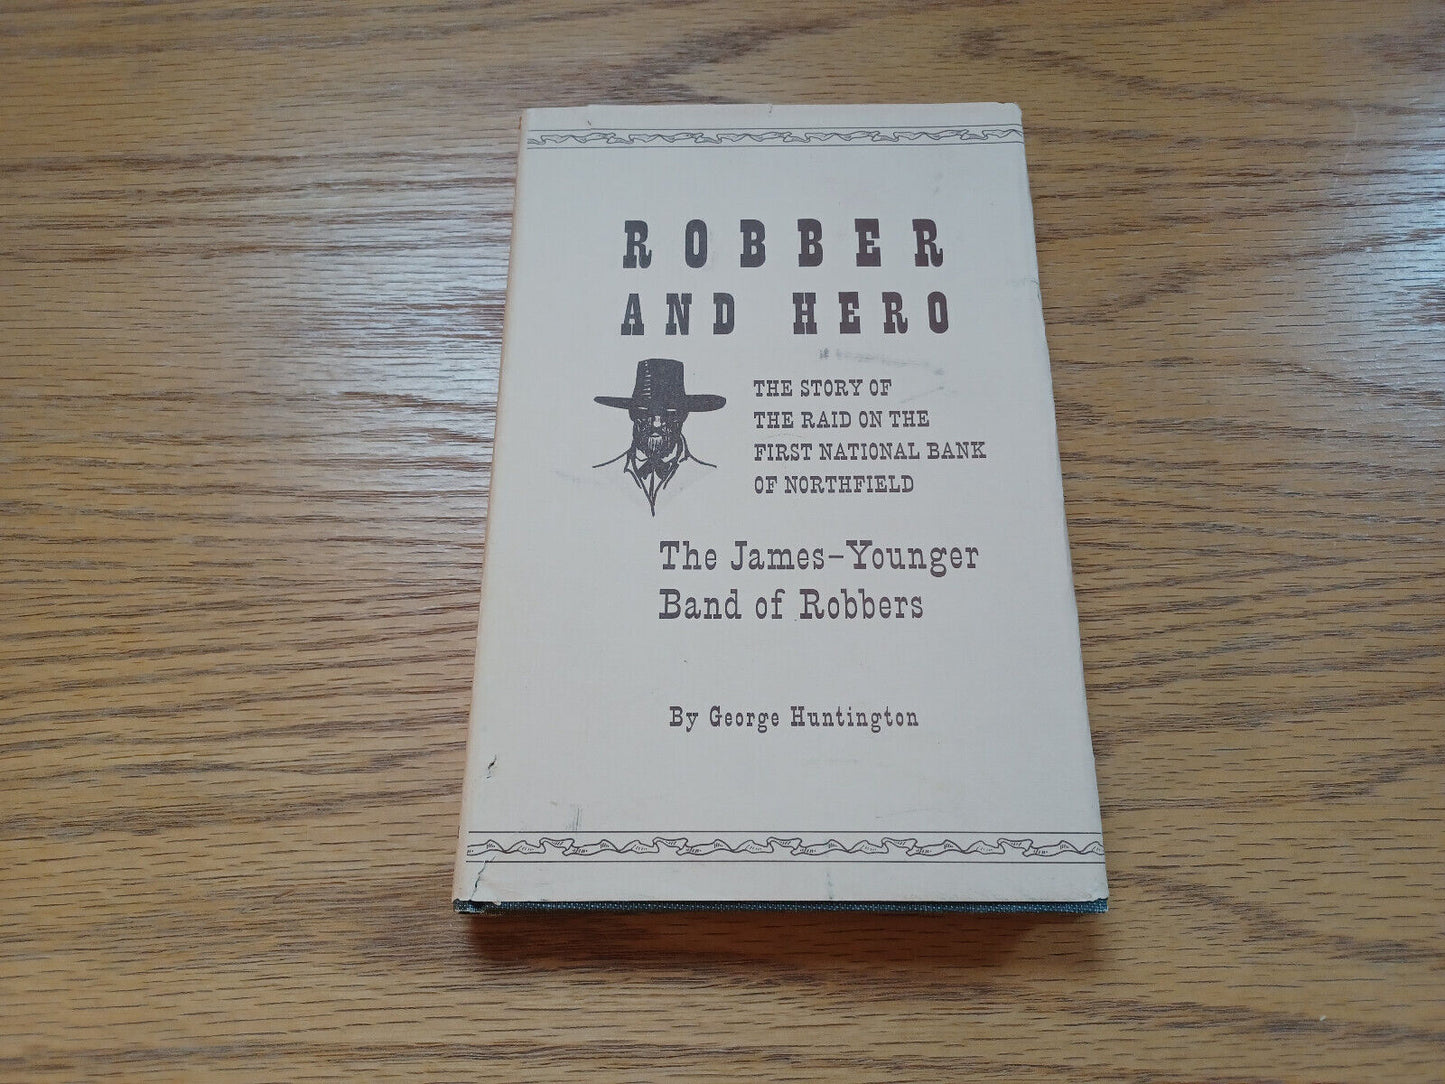 ROBBER
AND HERO
THE STORY OF
THE RAID ON THE
FIRST NATIONAL BANK
OF NORTHFIELD
The James-Younger
Band of Robbers
By George Huntington